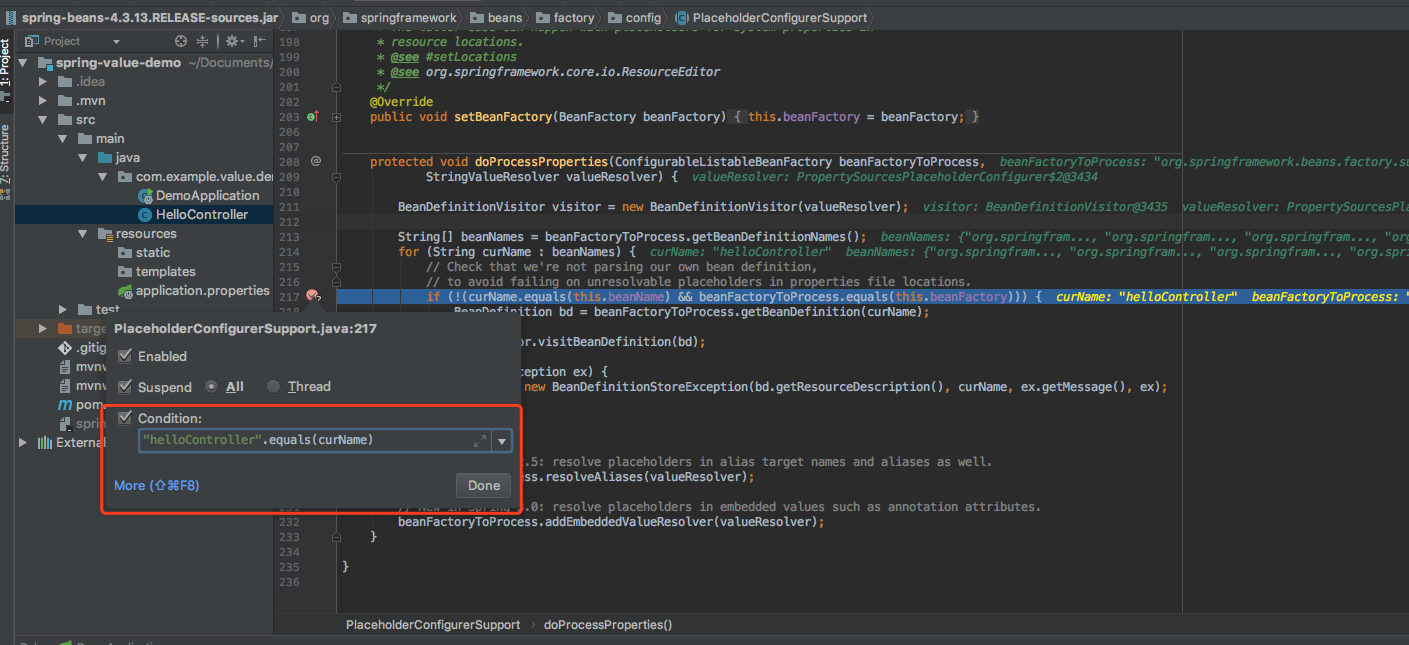 spring-beans-4.3.13.RELEASE-sources.jar org springframework beans factory config PlaceholderConfigurerSupport
1: Project
7: Structure
Project
spring-value-demo ~/Documents/
.idea
.mvn
src
main
java
com.example.value.de
DemoApplication
HelloController
resources
static
templates
application.properties
test
targe
.gitig
mvnw
mvnw
pom.
sprin
External
198 * resource locations.
199 * @see #setLocations
200 * @see org.springframework.core.io.ResourceEditor
201 */
202 @Override
203 public void setBeanFactory(BeanFactory beanFactory) { this.beanFactory = beanFactory; }
206
207
208 @ protected void doProcessProperties(ConfigurableListableBeanFactory beanFactoryToProcess, beanFactoryToProcess: "org.springframework.beans.factory.su
209 StringValueResolver valueResolver) { valueResolver: PropertySourcesPlaceholderConfigurer$2@3434
210
211 BeanDefinitionVisitor visitor = new BeanDefinitionVisitor(valueResolver); visitor: BeanDefinitionVisitor@3435 valueResolver: PropertySourcesPla
212
213 String[] beanNames = beanFactoryToProcess.getBeanDefinitionNames(); beanNames: {"org.springfram..., "org.springfram..., "org.springfram..., "org
214 for (String curName : beanNames) { curName: "helloController" beanNames: {"org.springfram..., "org.springfram..., "org.springfram..., "org.s
215 // Check that we're not parsing our own bean definition,
216 // to avoid failing on unresolvable placeholders in properties file locations.
217 if (!(curName.equals(this.beanName) && beanFactoryToProcess.equals(this.beanFactory))) { curName: "helloController" beanFactoryToProcess: "
BeanDefinition bd = beanFactoryToProcess.getBeanDefinition(curName);
or.visitBeanDefinition(bd);
ception ex) {
new BeanDefinitionStoreException(bd.getResourceDescription(), curName, ex.getMessage(), ex);
.5: resolve placeholders in alias target names and aliases as well.
ess.resolveAliases(valueResolver);
// New in Spring 3.0: resolve placeholders in embedded values such as annotation attributes.
232 beanFactoryToProcess.addEmbeddedValueResolver(valueResolver);
233 }
234
235 }
236
PlaceholderConfigurerSupport.java:217
Enabled
Suspend All Thread
Condition:
"helloController".equals(curName)
More (⇧⌘F8) Done
PlaceholderConfigurerSupport › doProcessProperties()